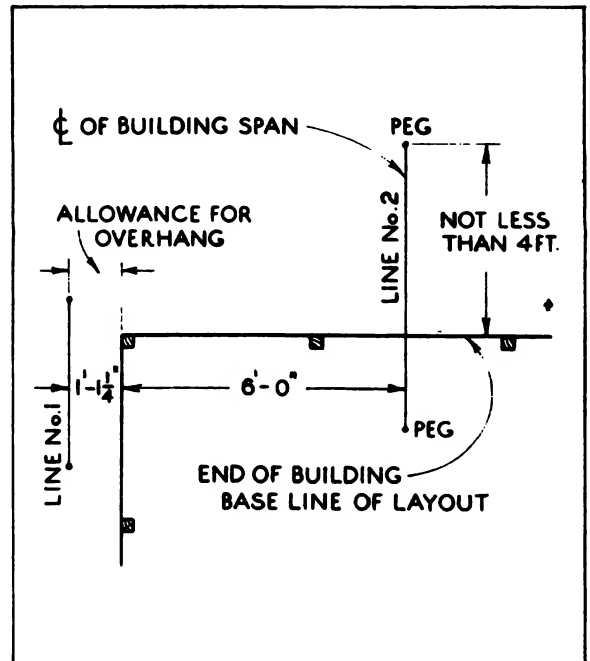 ℄ OF BUILDING SPAN
PEG
ALLOWANCE FOR
OVERHANG
LINE No.2
NOT LESS
THAN 4FT.
1'-1¼"
6'-0"
LINE No.1
PEG
END OF BUILDING
BASE LINE OF LAYOUT